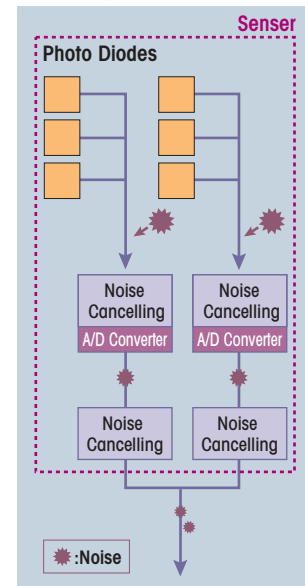 Senser
Photo Diodes
Noise
Cancelling
A/D Converter
Noise
Cancelling
A/D Converter
Noise
Cancelling
Noise
Cancelling
:Noise